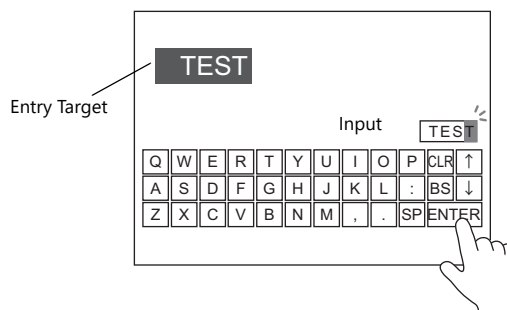 TEST
Entry Target
Input
TEST
Q W E R T Y U I O P CLR ↑
A S D F G H J K L : BS ↓
Z X C V B N M , . SP ENTER